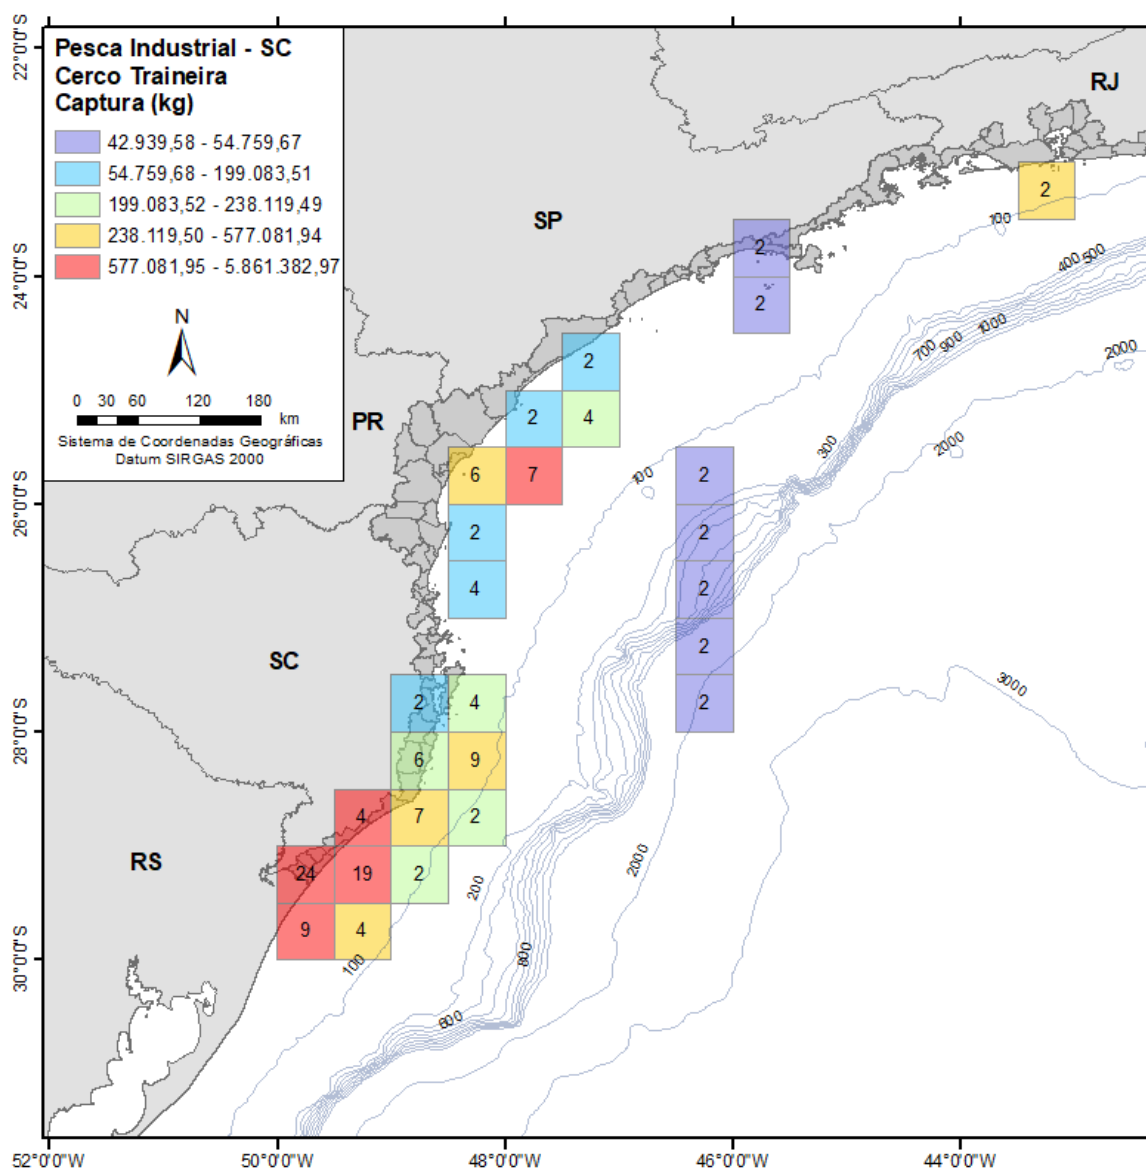 Pesca Industrial - SC
Cerco Traineira
Captura (kg)
42.939,58 - 54.759,67
54.759,68 - 199.083,51
199.083,52 - 238.119,49
238.119,50 - 577.081,94
577.081,95 - 5.861.382,97
N
0 30 60 120 180
km
Sistema de Coordenadas Geográficas
Datum SIRGAS 2000
22°0'0"S
24°0'0"S
26°0'0"S
28°0'0"S
30°0'0"S
RJ
SP
PR
SC
RS
2
2
2
2
2 4
6 7
2
4
2
2
2
2
2
2 4
6 9
4 7 2
24 19 2
9 4
100
400
500
700
900
1000
2000
300
2000
100
3000
2000
200
800
100
600
52°0'0"W 50°0'0"W 48°0'0"W 46°0'0"W 44°0'0"W